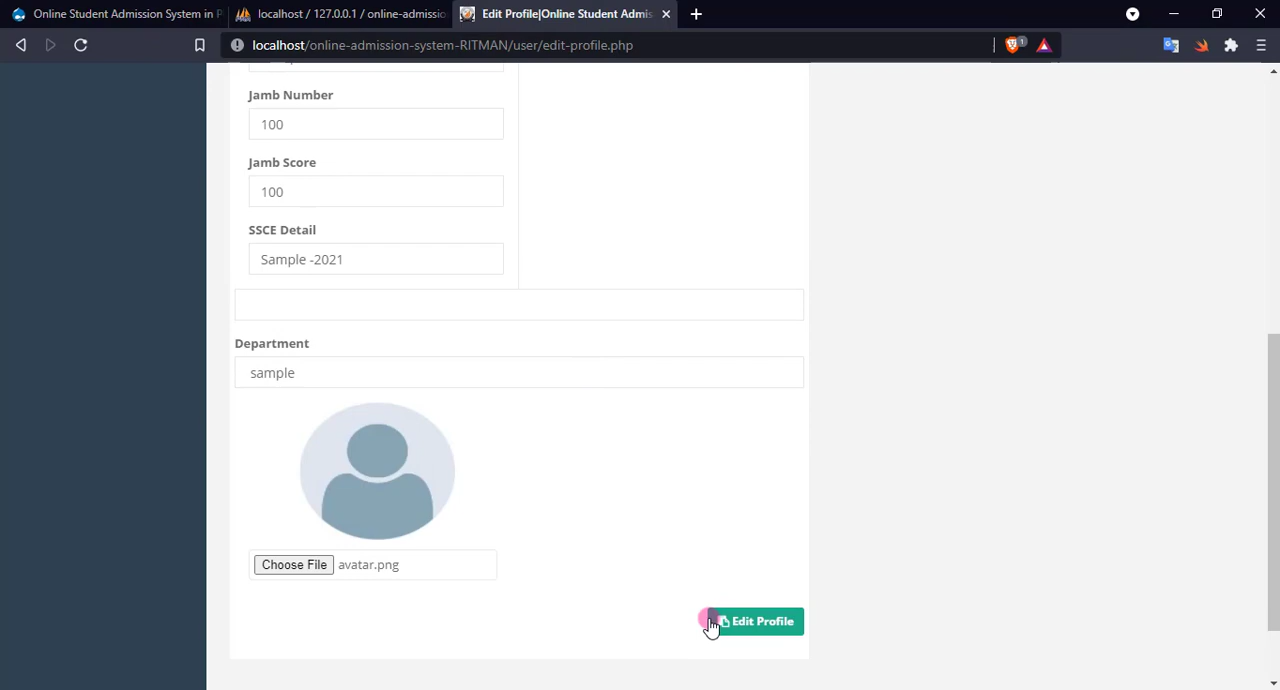 Online Student Admission System in P
localhost / 127.0.0.1 / online-admissio
Edit Profile|Online Student Admis
localhost/online-admission-system-RITMAN/user/edit-profile.php
1
Jamb Number
100
Jamb Score
100
SSCE Detail
Sample -2021
Department
sample
Choose File avatar.png
Edit Profile